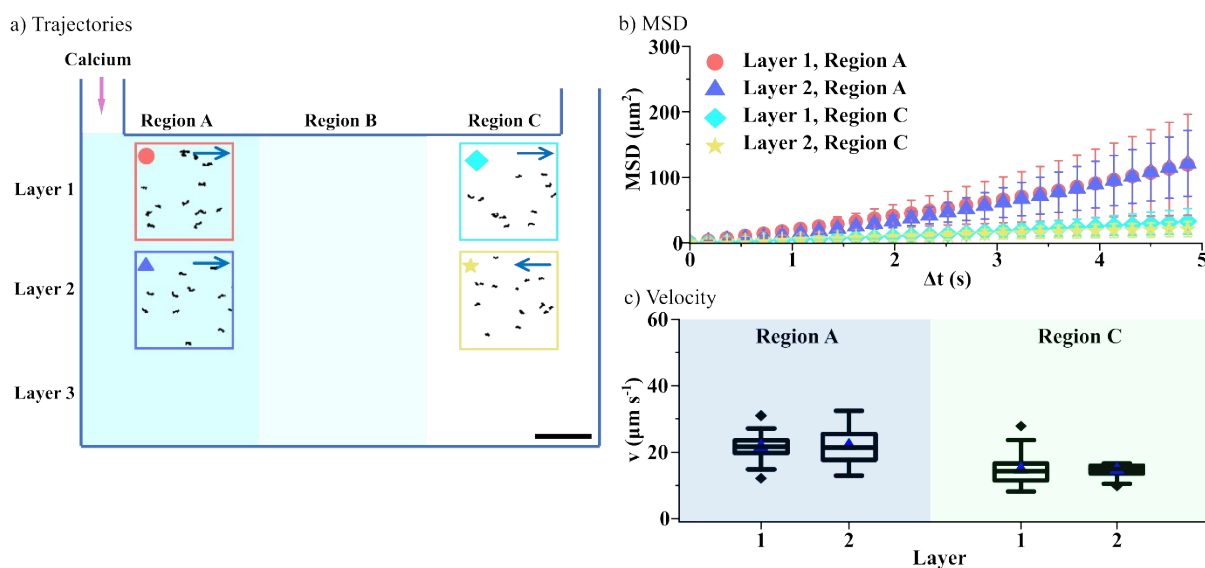 a) Trajectories
Calcium
Region A
Region B
Region C
Layer 1
Layer 2
Layer 3
b) MSD
300
200
100
0
MSD (μm²)
Layer 1, Region A
Layer 2, Region A
Layer 1, Region C
Layer 2, Region C
0 1 2 3 4 5
Δt (s)
c) Velocity
60
40
20
0
v (μm s⁻¹)
Region A
Region C
1 2 1 2
Layer